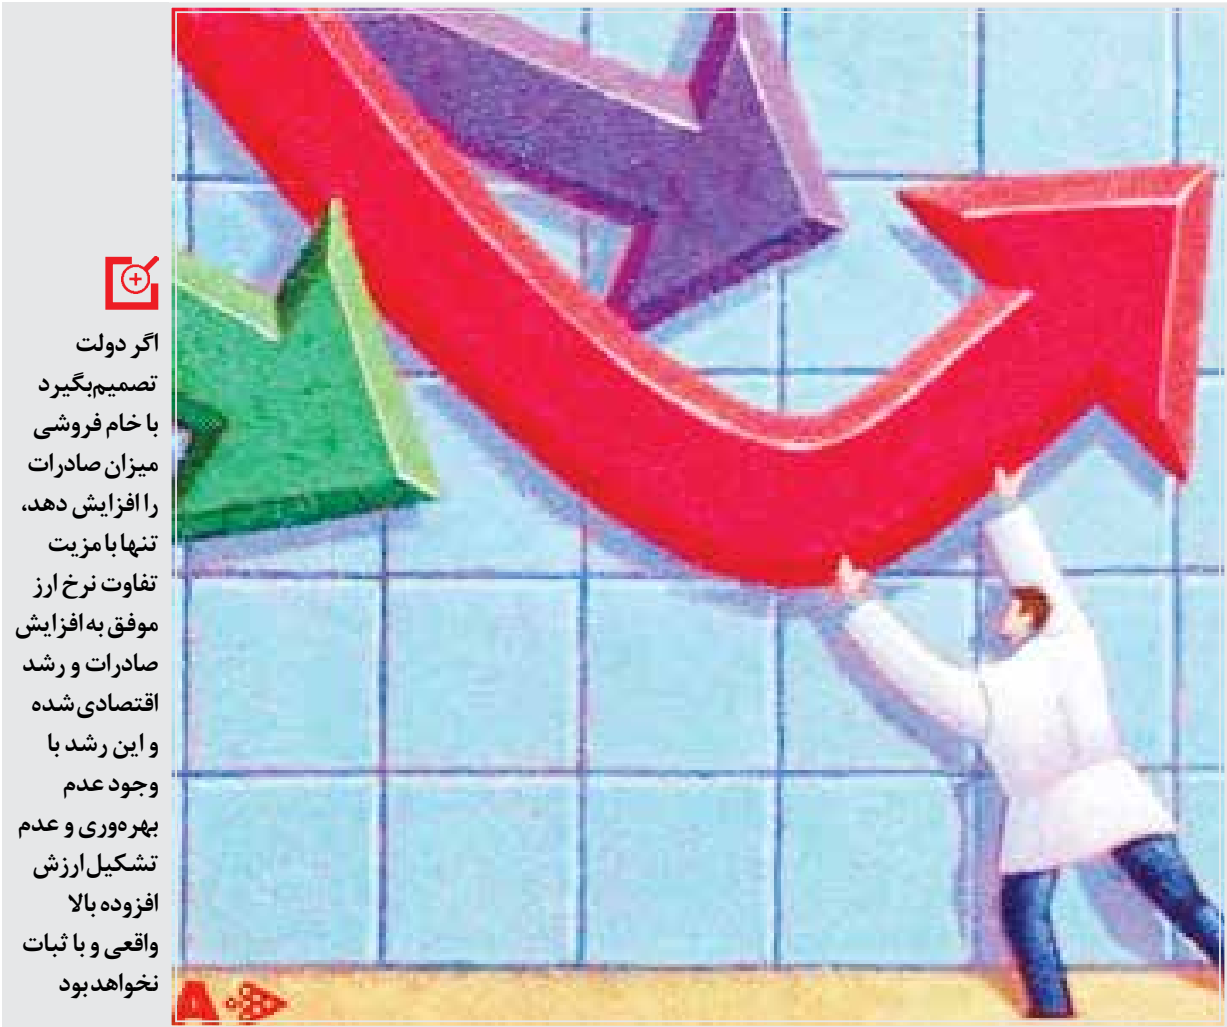 اگر دولت
تصمیم‌بگیرد
با خام فروشی
میزان صادرات
را افزایش دهد،
تنها با مزیت
تفاوت نرخ ارز
موفق به افزایش
صادرات و رشد
اقتصادی شده
و این رشد با
وجود عدم
بهره‌وری و عدم
تشکیل ارزش
افزوده بالا
واقعی و با ثبات
نخواهد بود
A